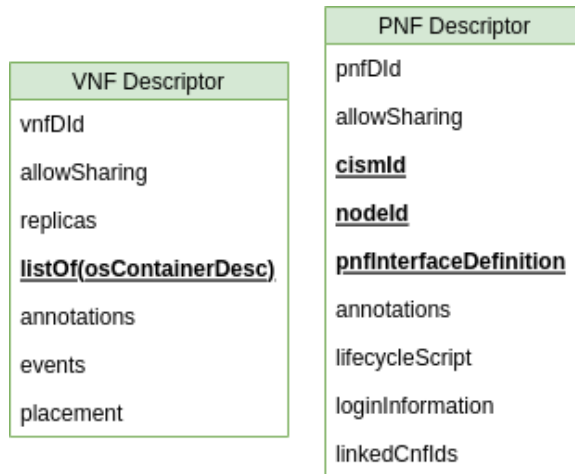 VNF Descriptor
vnfDId
allowSharing
replicas
listOf(osContainerDesc)
annotations
events
placement
PNF Descriptor
pnfDId
allowSharing
cismId
nodeId
pnfInterfaceDefinition
annotations
lifecycleScript
loginInformation
linkedCnfIds